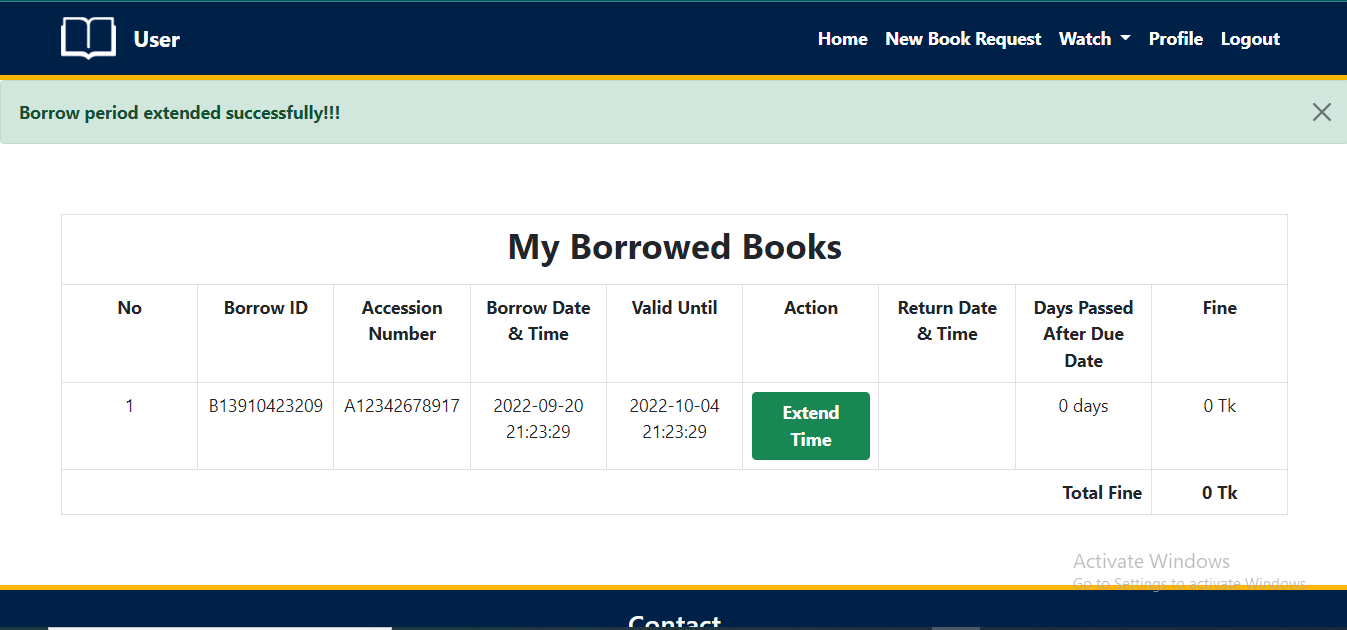 User
Home New Book Request Watch Profile Logout
Borrow period extended successfully!!!
My Borrowed Books
No Borrow ID Accession Number Borrow Date & Time Valid Until Action Return Date & Time Days Passed After Due Date Fine
1 B13910423209 A12342678917 2022-09-20 21:23:29 2022-10-04 21:23:29 Extend Time 0 days 0 Tk
Total Fine 0 Tk
Activate Windows
Go to Settings to activate Windows.
Contact